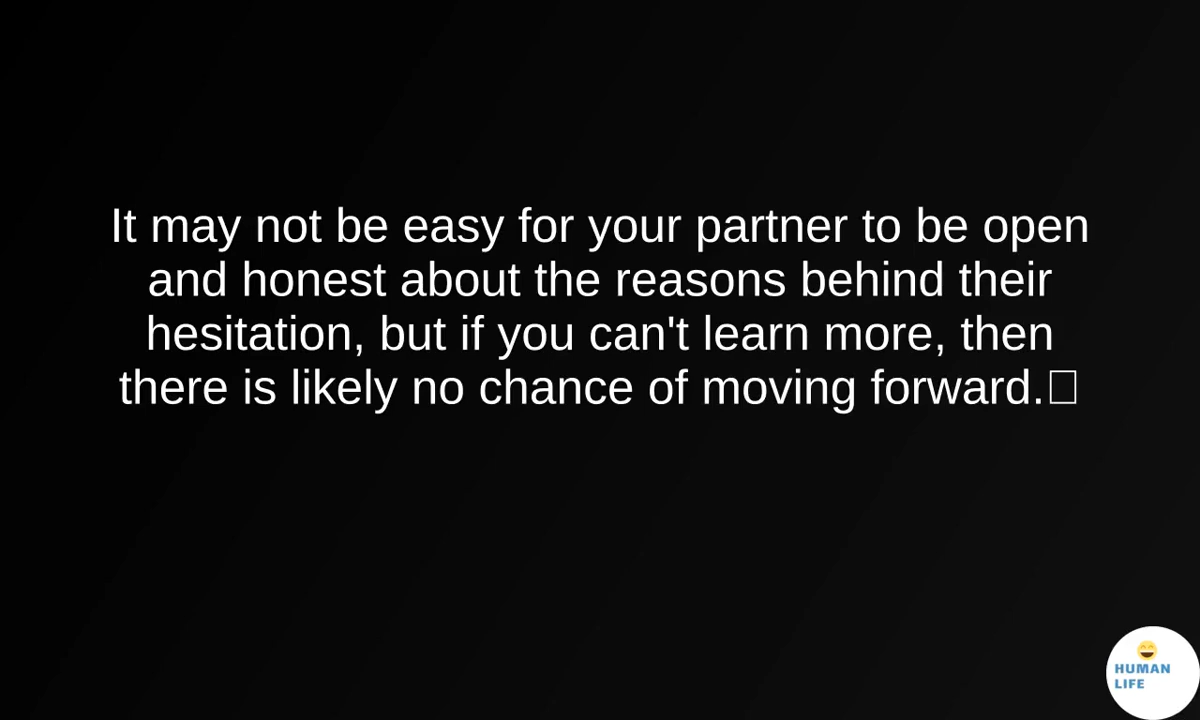 It may not be easy for your partner to be open
and honest about the reasons behind their
hesitation, but if you can't learn more, then
there is likely no chance of moving forward.
HUMAN
LIFE